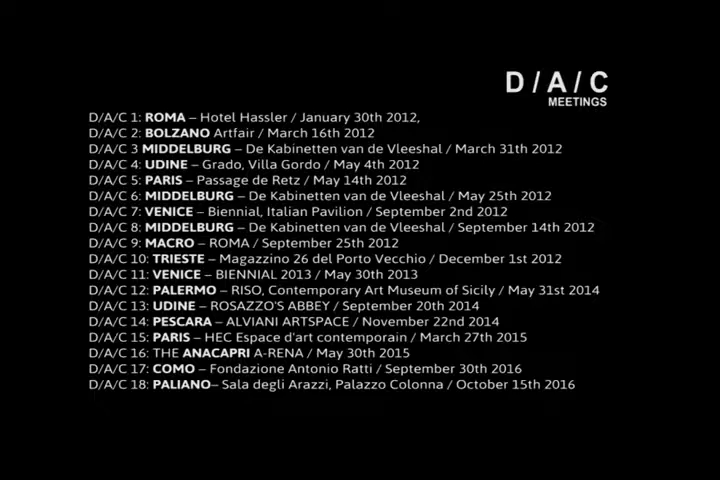 D / A / C
MEETINGS
D/A/C 1: ROMA – Hotel Hassler / January 30th 2012,
D/A/C 2: BOLZANO Artfair / March 16th 2012
D/A/C 3 MIDDELBURG – De Kabinetten van de Vleeshal / March 31th 2012
D/A/C 4: UDINE – Grado, Villa Gordo / May 4th 2012
D/A/C 5: PARIS – Passage de Retz / May 14th 2012
D/A/C 6: MIDDELBURG – De Kabinetten van de Vleeshal / May 25th 2012
D/A/C 7: VENICE – Biennial, Italian Pavilion / September 2nd 2012
D/A/C 8: MIDDELBURG – De Kabinetten van de Vleeshal / September 14th 2012
D/A/C 9: MACRO – ROMA / September 25th 2012
D/A/C 10: TRIESTE – Magazzino 26 del Porto Vecchio / December 1st 2012
D/A/C 11: VENICE – BIENNIAL 2013 / May 30th 2013
D/A/C 12: PALERMO – RISO, Contemporary Art Museum of Sicily / May 31st 2014
D/A/C 13: UDINE – ROSAZZO'S ABBEY / September 20th 2014
D/A/C 14: PESCARA – ALVIANI ARTSPACE / November 22nd 2014
D/A/C 15: PARIS – HEC Espace d'art contemporain / March 27th 2015
D/A/C 16: THE ANACAPRI A-RENA / May 30th 2015
D/A/C 17: COMO – Fondazione Antonio Ratti / September 30th 2016
D/A/C 18: PALIANO– Sala degli Arazzi, Palazzo Colonna / October 15th 2016